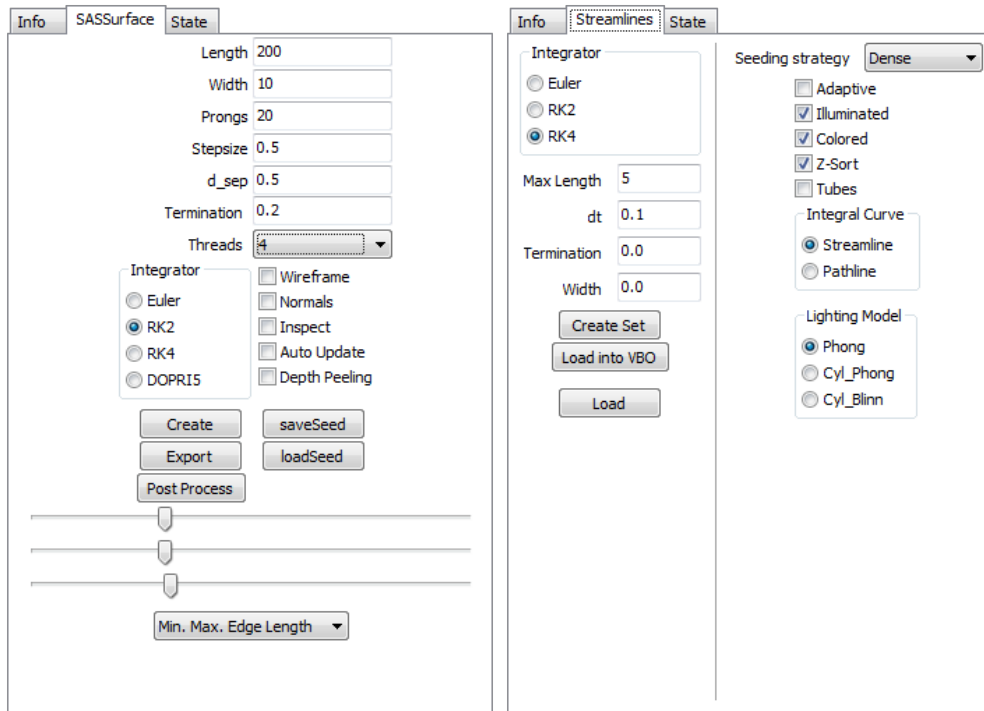 Info SASSurface State
Length 200
Width 10
Prongs 20
Stepsize 0.5
d_sep 0.5
Termination 0.2
Threads 4
Integrator
Euler
RK2
RK4
DOPRI5
Wireframe
Normals
Inspect
Auto Update
Depth Peeling
Create saveSeed
Export loadSeed
Post Process
Min. Max. Edge Length
Info Streamlines State
Integrator
Euler
RK2
RK4
Max Length 5
dt 0.1
Termination 0.0
Width 0.0
Create Set
Load into VBO
Load
Seeding strategy Dense
Adaptive
Illuminated
Colored
Z-Sort
Tubes
Integral Curve
Streamline
Pathline
Lighting Model
Phong
Cyl_Phong
Cyl_Blinn